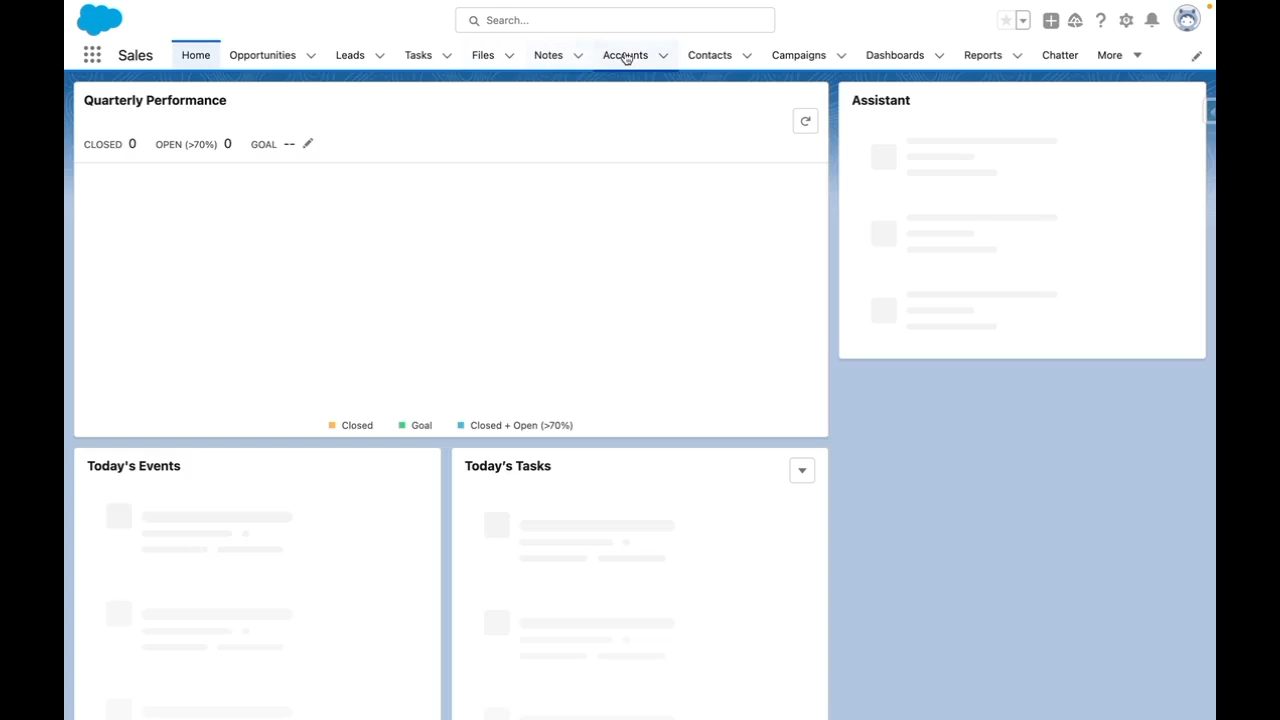 Search...
Sales Home Opportunities Leads Tasks Files Notes Accounts Contacts Campaigns Dashboards Reports Chatter More
Quarterly Performance
CLOSED 0 OPEN (>70%) 0 GOAL --
Closed Goal Closed + Open (>70%)
Assistant
Today's Events
Today's Tasks